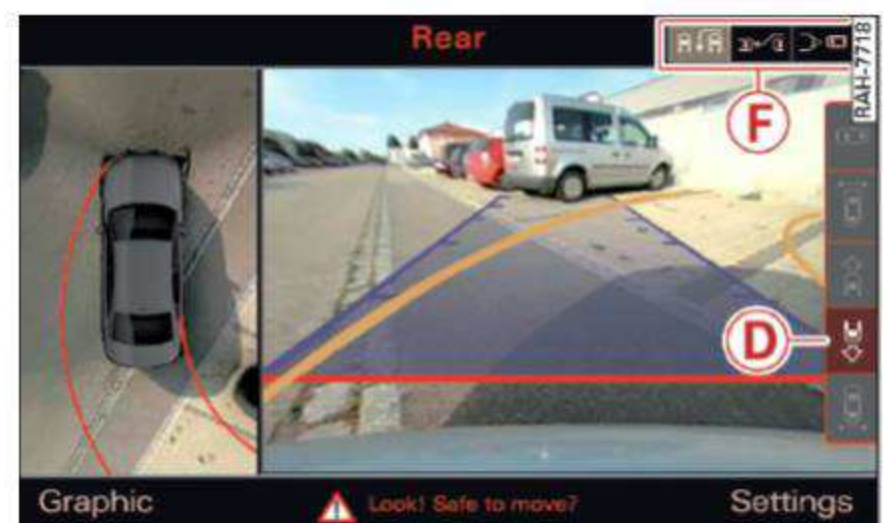 Rear
RAH-7718
F
D
Graphic
Look! Safe to move?
Settings